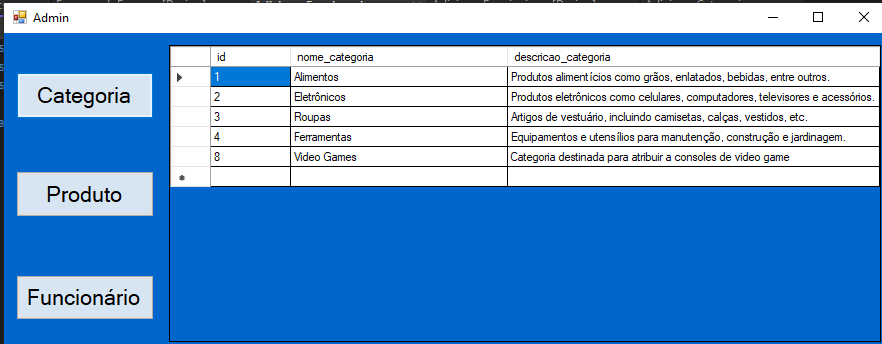 Admin
id nome_categoria descricao_categoria
1 Alimentos Produtos alimentícios como grãos, enlatados, bebidas, entre outros.
2 Eletrônicos Produtos eletrônicos como celulares, computadores, televisores e acessórios.
3 Roupas Artigos de vestuário, incluindo camisetas, calças, vestidos, etc.
4 Ferramentas Equipamentos e utensílios para manutenção, construção e jardinagem.
8 Video Games Categoria destinada para atribuir a consoles de video game
Categoria
Produto
Funcionário